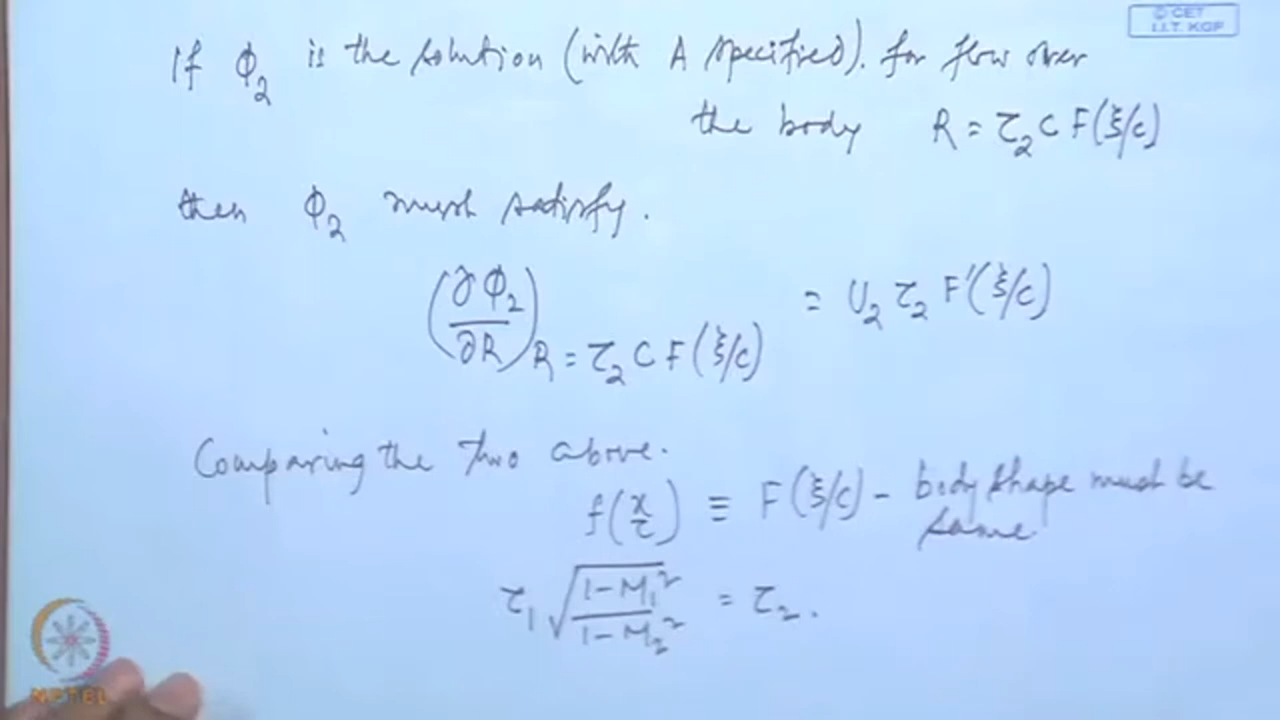 © CET
I.I.T. KGP
If ϕ₂ is the solution (with A specified). for flow over
the body R = τ₂ C F(ξ/c)
then ϕ₂ must satisfy.
(∂ϕ₂/∂R)_{R = τ₂ C F(ξ/c)} = U₂ τ₂ F'(ξ/c)
Comparing the two above.
f(x/c) ≡ F(ξ/c) - body shape must be
same
τ₁ √((1-M₁²)/(1-M₂²)) = τ₂.
NPTEL